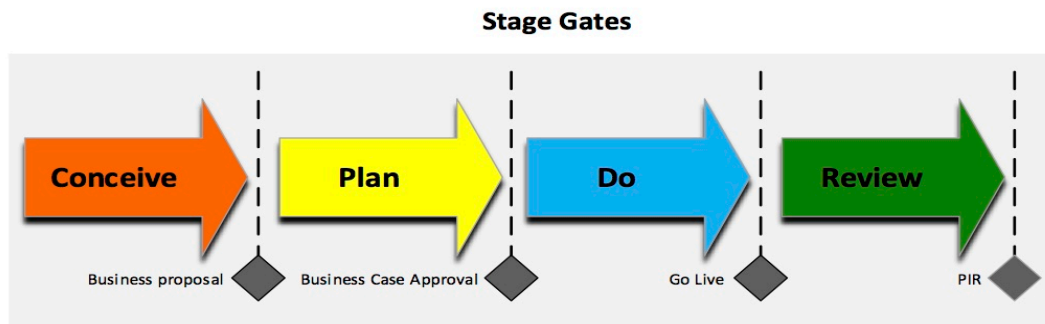 Stage Gates
Conceive
Plan
Do
Review
Business proposal
Business Case Approval
Go Live
PIR